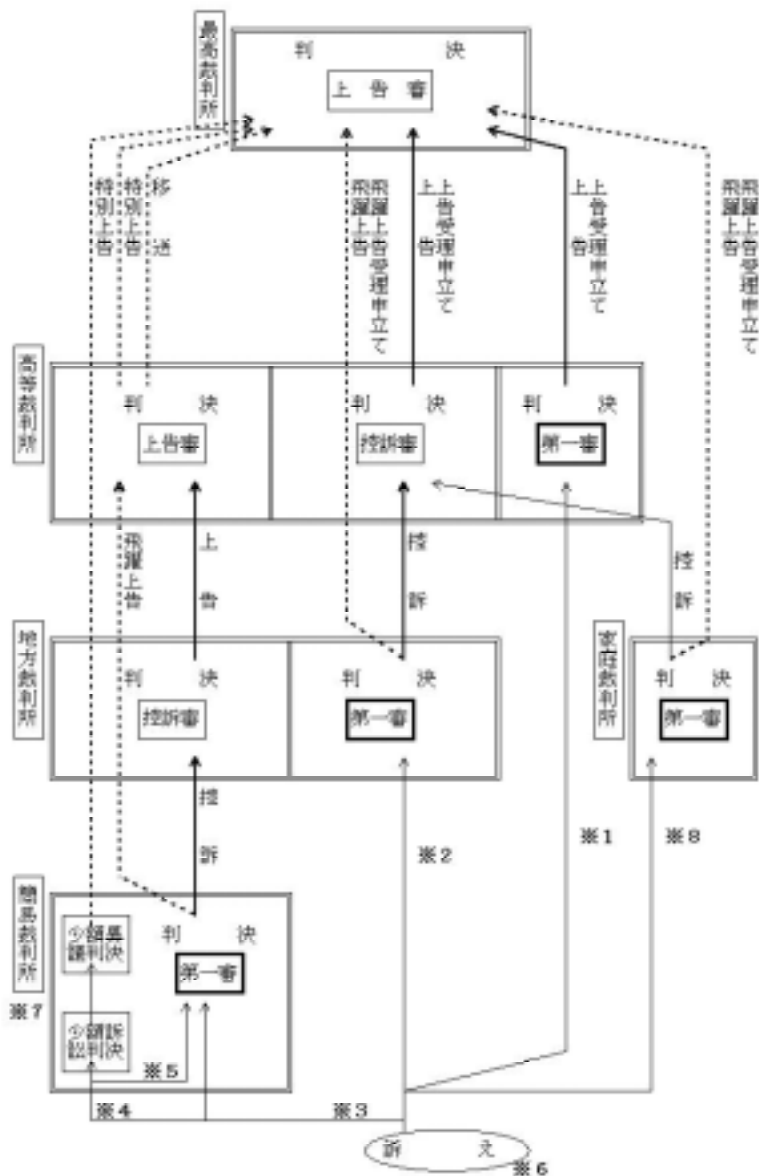 最高裁判所
判　　決
上　告　審
特別上告
特別上告
移　送
飛躍上告
飛躍上告受理申立て
上　告
上告受理申立て
上　告
上告受理申立て
飛躍上告
飛躍上告受理申立て
高等裁判所
判　　決
上告審
判　　決
控訴審
判　　決
第一審
飛躍上告
上　告
控　訴
控　訴
地方裁判所
判　　決
控訴審
判　　決
第一審
家庭裁判所
判　　決
第一審
控　訴
※2
※1
※8
簡易裁判所
少額異
議判決
判　　決
第一審
※7
少額訴
訟判決
※5
※4
※3
訴　え
※6